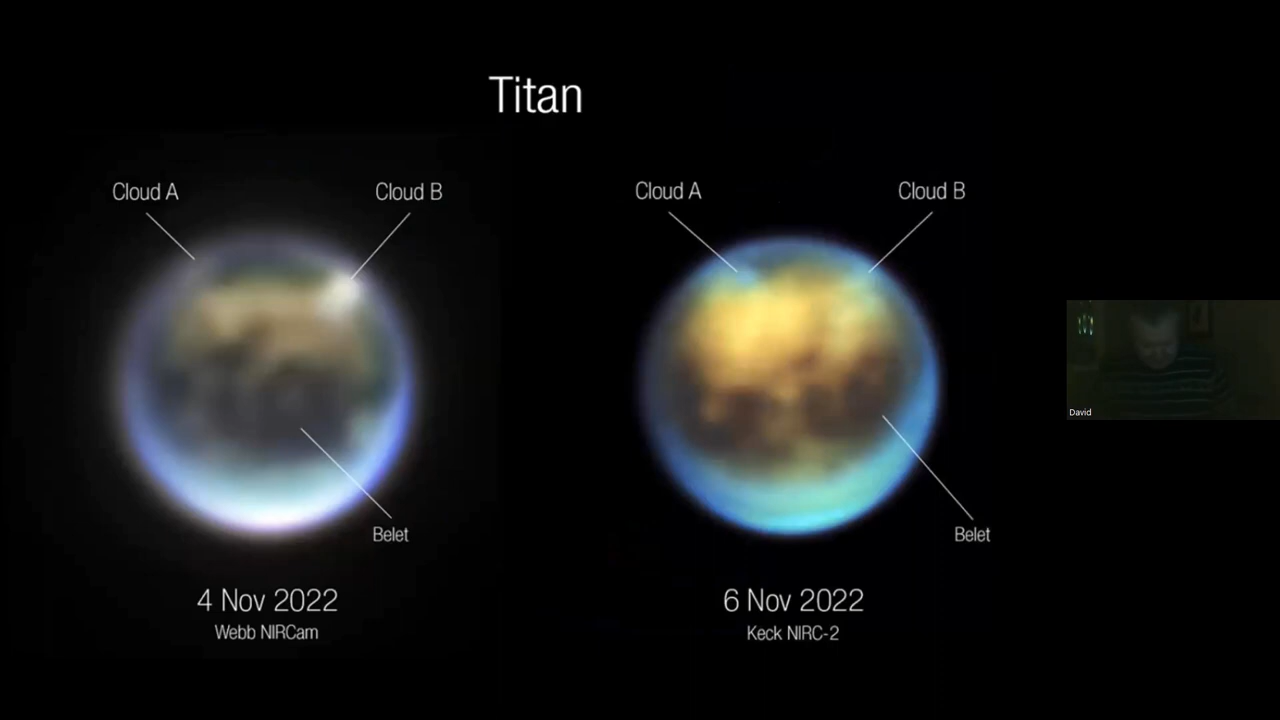 Titan
Cloud A
Cloud B
Belet
4 Nov 2022
Webb NIRCam
Cloud A
Cloud B
Belet
6 Nov 2022
Keck NIRC-2
David